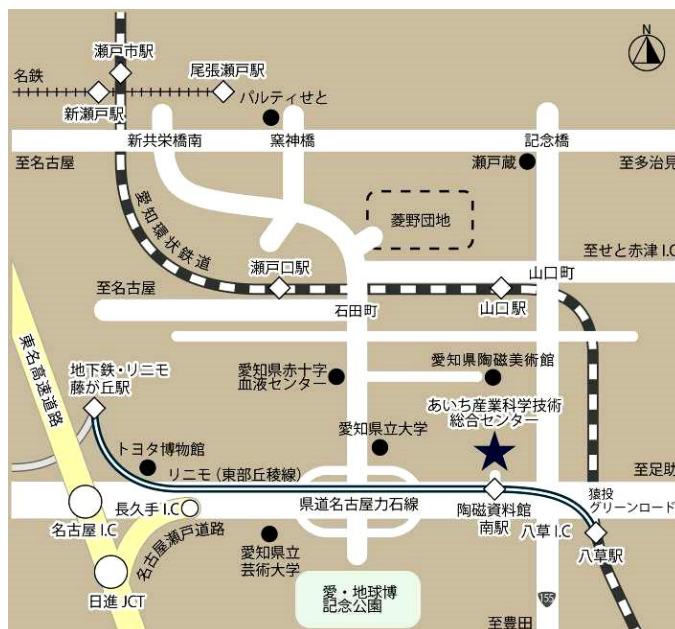 N
瀬戸市駅
名鉄
尾張瀬戸駅
新瀬戸駅
パルティせと
新共栄橋南
窯神橋
記念橋
至名古屋
瀬戸蔵
至多治見
愛知環状鉄道
菱野団地
至せと赤津I.C
瀬戸口駅
山口町
至名古屋
石田町
山口駅
東名高速道路
地下鉄・リニモ
藤が丘駅
愛知県赤十字
血液センター
愛知県陶磁美術館
あいち産業科学技術
総合センター
愛知県立大学
トヨタ博物館
リニモ(東部丘稜線)
至足助
長久手I.C
県道名古屋力石線
陶磁資料館
南駅
猿投
グリーンロード
名古屋I.C
八草I.C
名古屋瀬戸道路
愛知県立
芸術大学
八草駅
日進JCT
愛・地球博
記念公園
155
至豊田